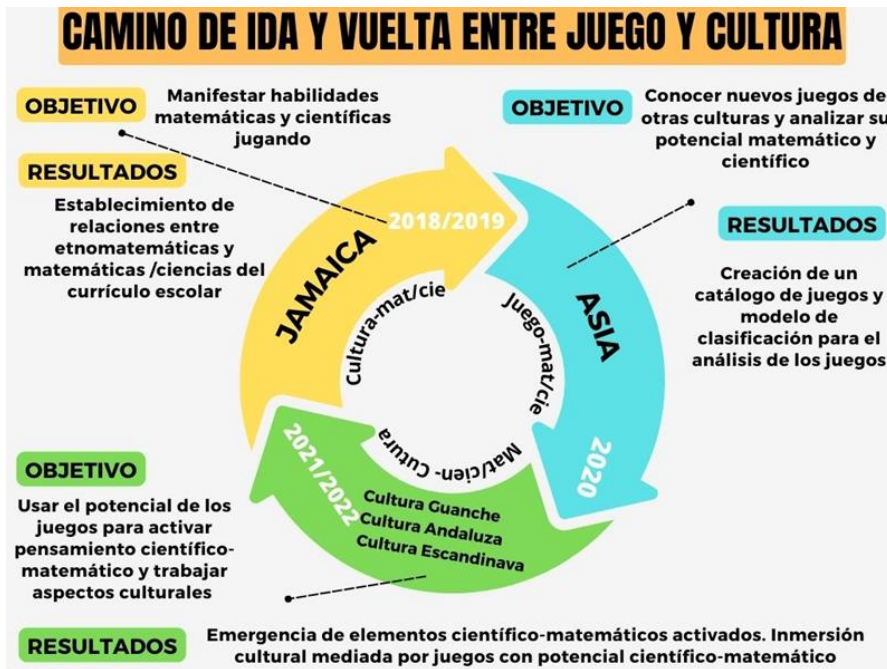 CAMINO DE IDA Y VUELTA ENTRE JUEGO Y CULTURA
OBJETIVO
Manifestar habilidades
matemáticas y científicas
jugando
RESULTADOS
Establecimiento de
relaciones entre
etnomatemáticas y
matemáticas /ciencias del
currículo escolar
JAMAICA
2018/2019
Cultura-mat/cie
OBJETIVO
Conocer nuevos juegos de
otras culturas y analizar su
potencial matemático y
científico
RESULTADOS
Creación de un
catálogo de juegos y
modelo de
clasificación para el
análisis de los juegos
ASIA
2020
Juego-mat/cie
OBJETIVO
Usar el potencial de los
juegos para activar
pensamiento científico-
matemático y trabajar
aspectos culturales
2021/2022
Mat/cien- Cutura
Cultura Guanche
Cultura Andaluza
Cultura Escandinava
RESULTADOS
Emergencia de elementos científico-matemáticos activados. Inmersión
cultural mediada por juegos con potencial científico-matemático